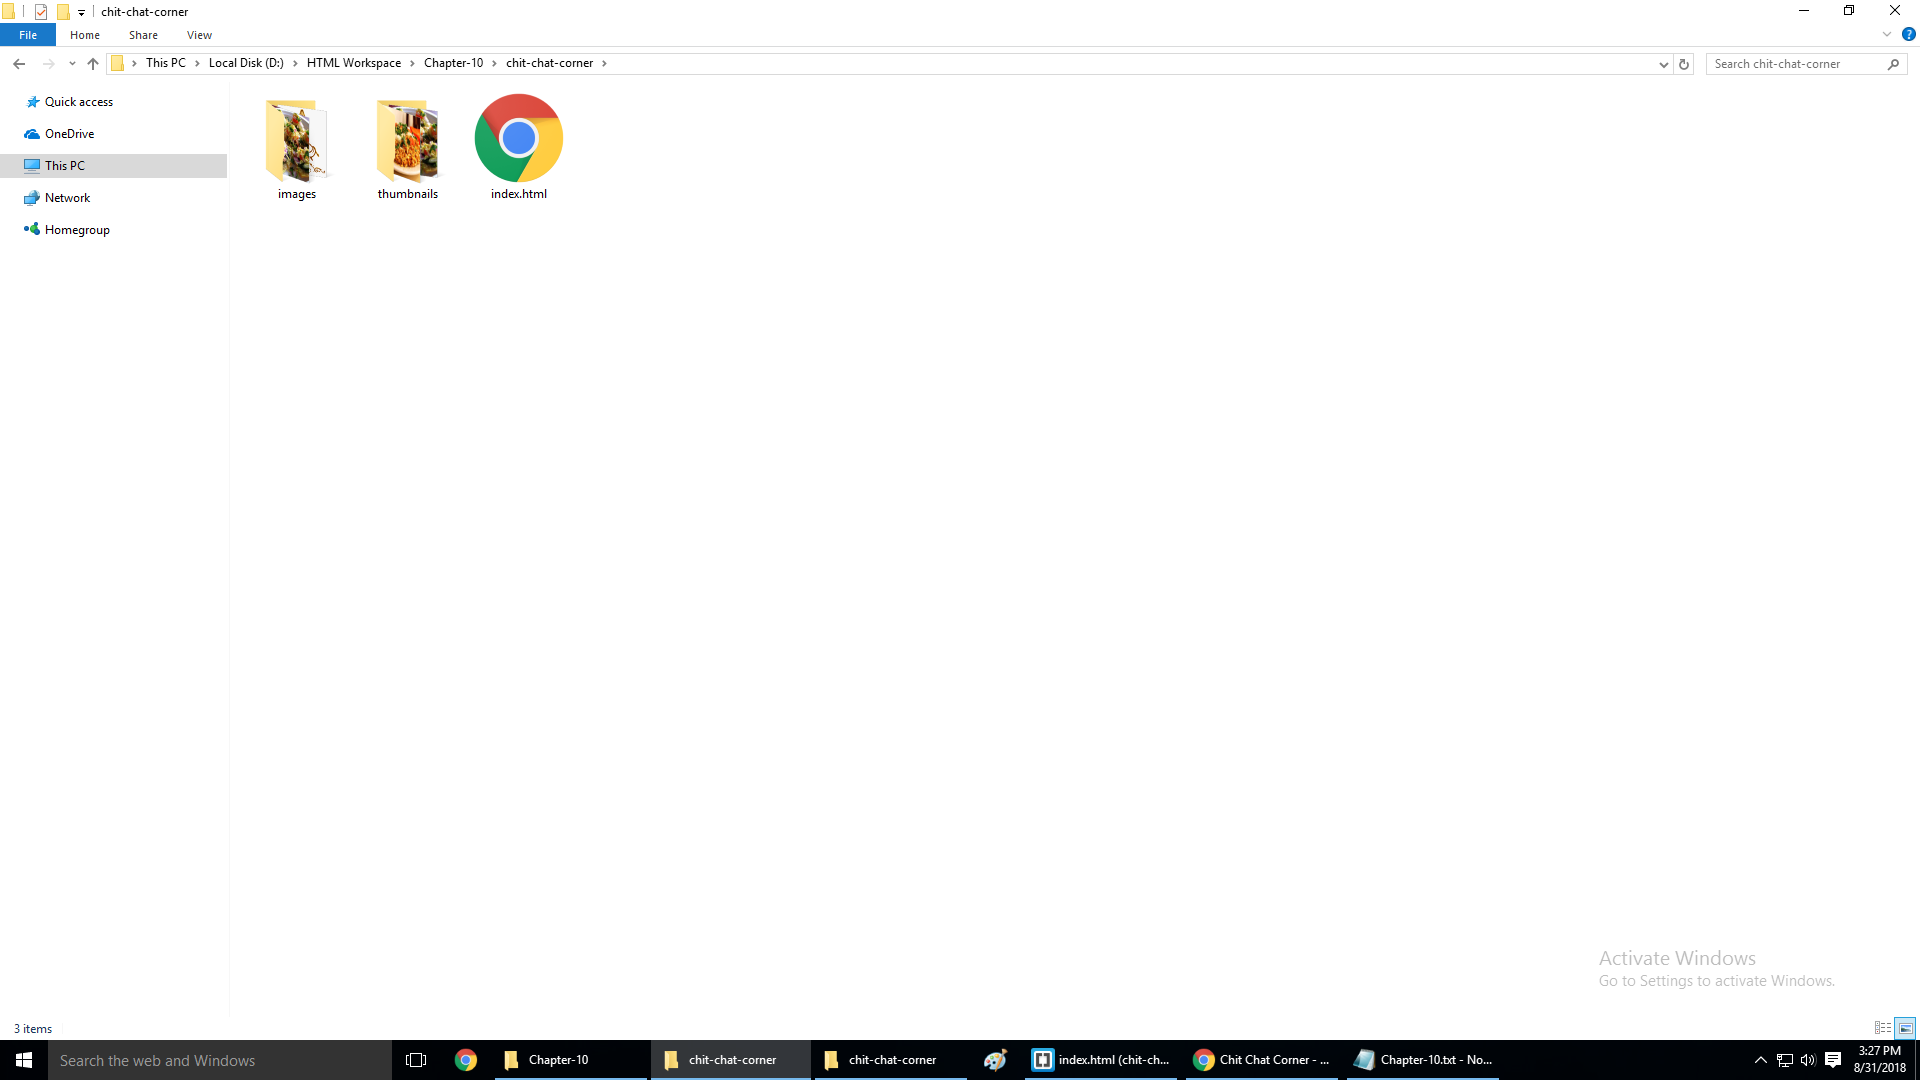 chit-chat-corner
File Home Share View
This PC Local Disk (D:) HTML Workspace Chapter-10 chit-chat-corner
Search chit-chat-corner
Quick access
OneDrive
This PC
Network
Homegroup
images
thumbnails
index.html
Activate Windows
Go to Settings to activate Windows.
3 items
Search the web and Windows
Chapter-10
chit-chat-corner
chit-chat-corner
index.html (chit-ch...
Chit Chat Corner - ...
Chapter-10.txt - No...
3:27 PM
8/31/2018